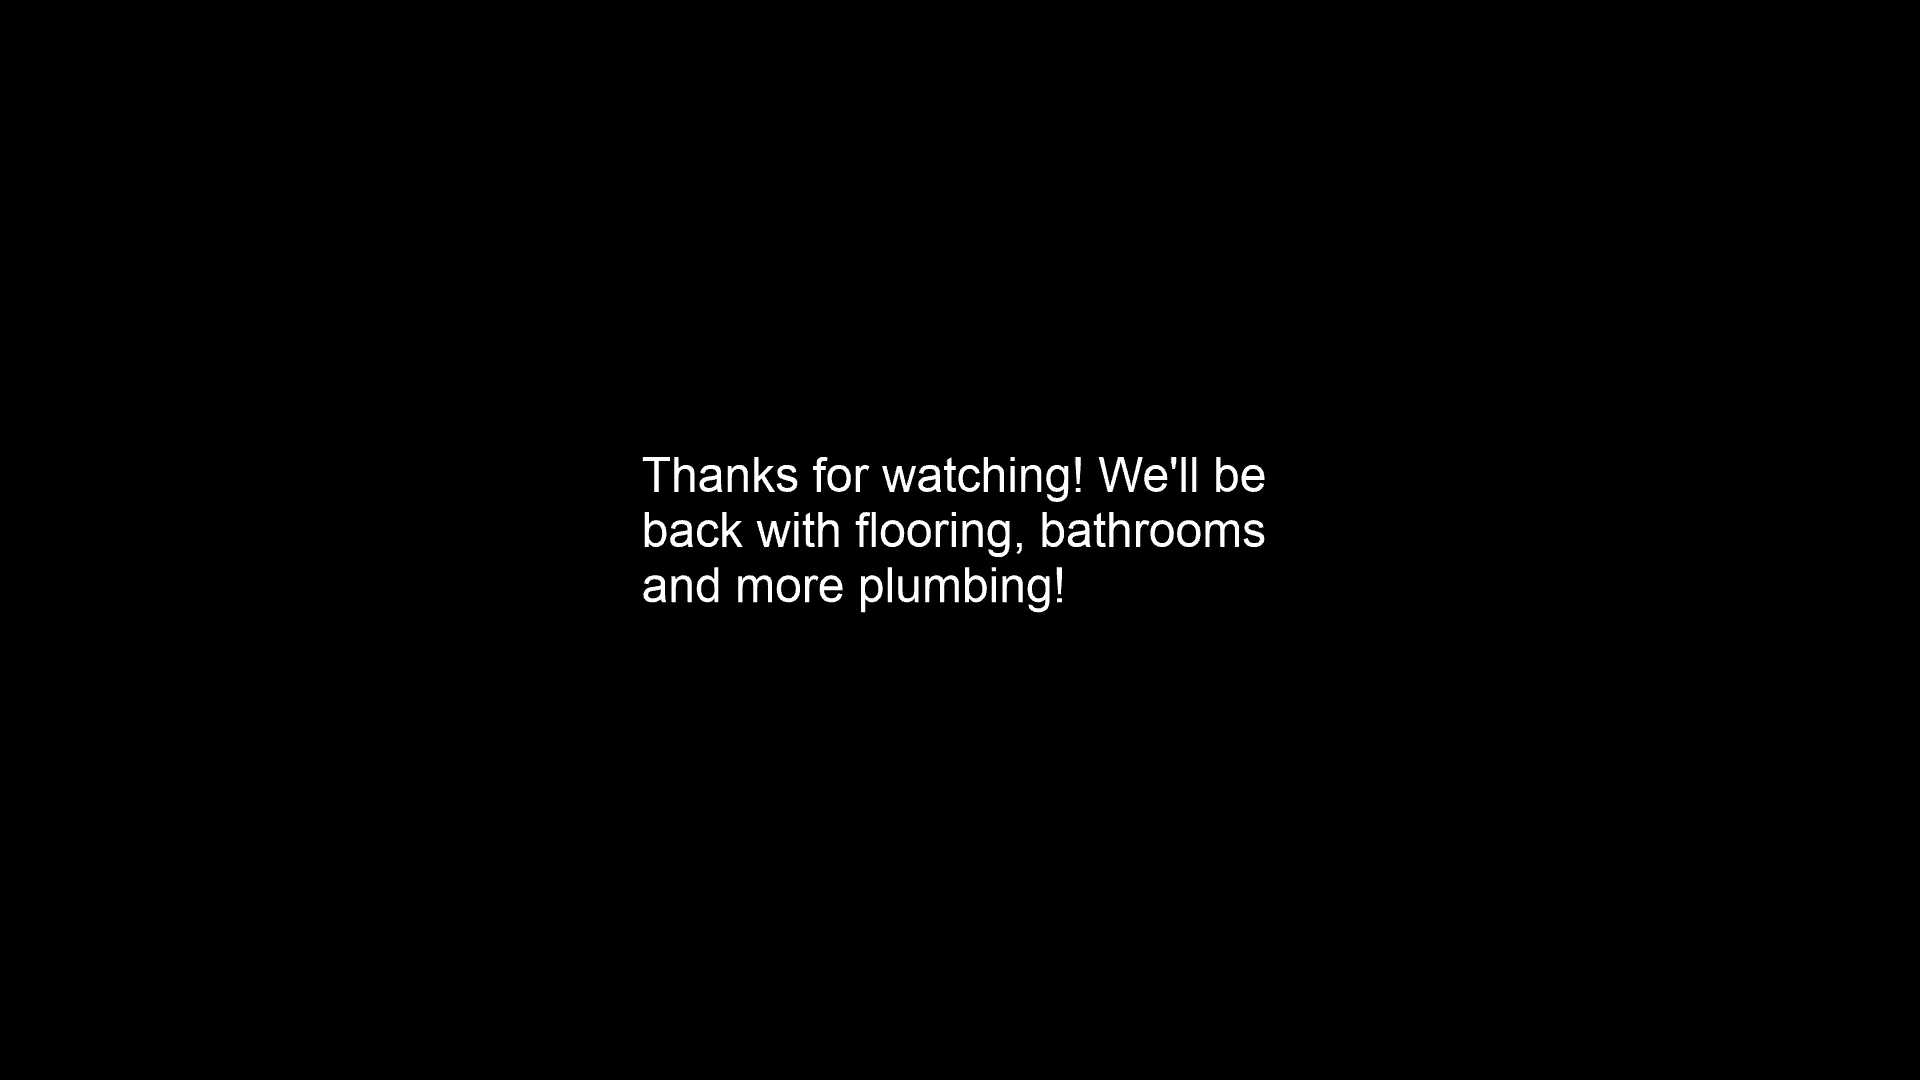 Thanks for watching! We'll be
back with flooring, bathrooms
and more plumbing!